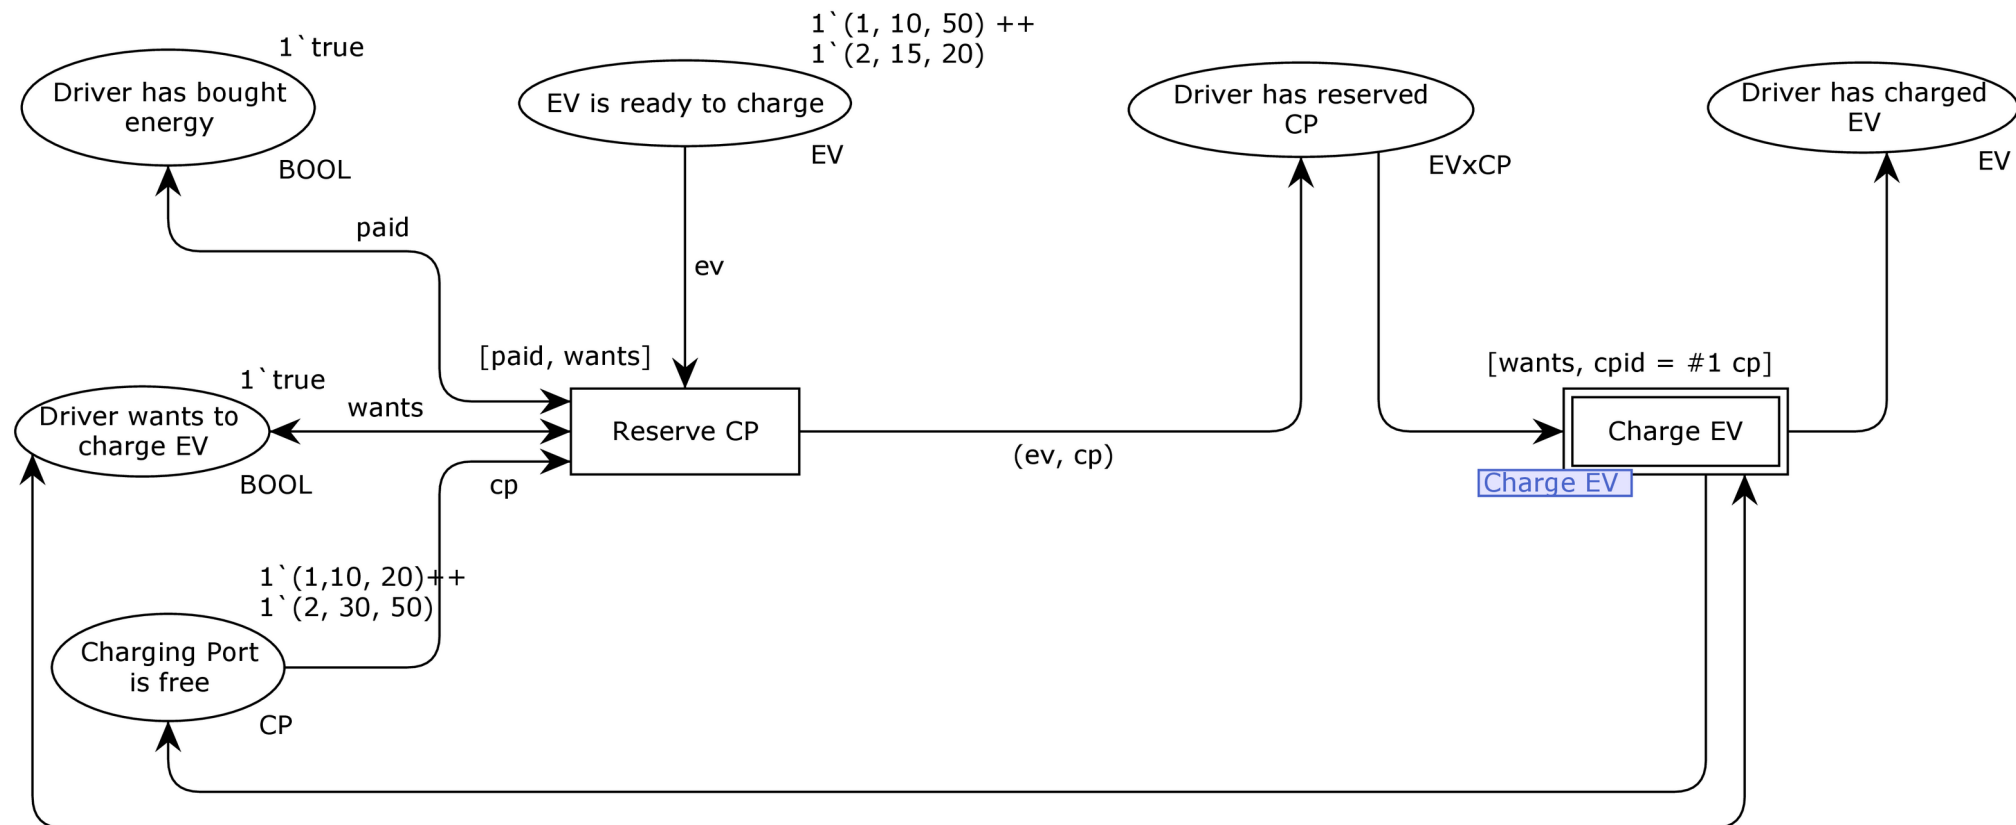 1`true
Driver has bought
energy
BOOL
1`(1, 10, 50) ++
1`(2, 15, 20)
EV is ready to charge
EV
Driver has reserved
CP
EVxCP
Driver has charged
EV
EV
paid
ev
[paid, wants]
1`true
Driver wants to
charge EV
BOOL
wants
Reserve CP
cp
(ev, cp)
[wants, cpid = #1 cp]
Charge EV
Charge EV
1`(1,10, 20)++
1`(2, 30, 50)
Charging Port
is free
CP